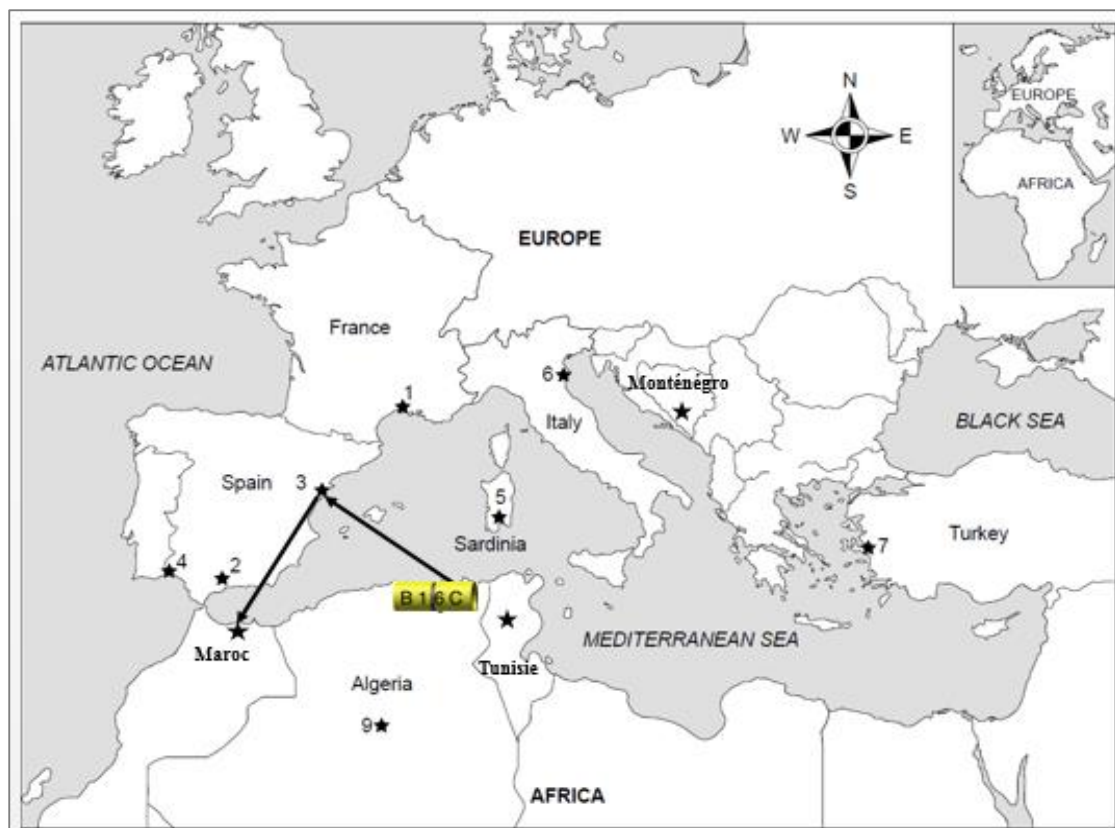 N
W
E
S
EUROPE
AFRICA
EUROPE
France
ATLANTIC OCEAN
1
6
Monténégro
Italy
BLACK SEA
Spain
3
5
Sardinia
Turkey
7
4
2
B 1 6 C
MEDITERRANEAN SEA
Maroc
Tunisie
Algeria
9
AFRICA